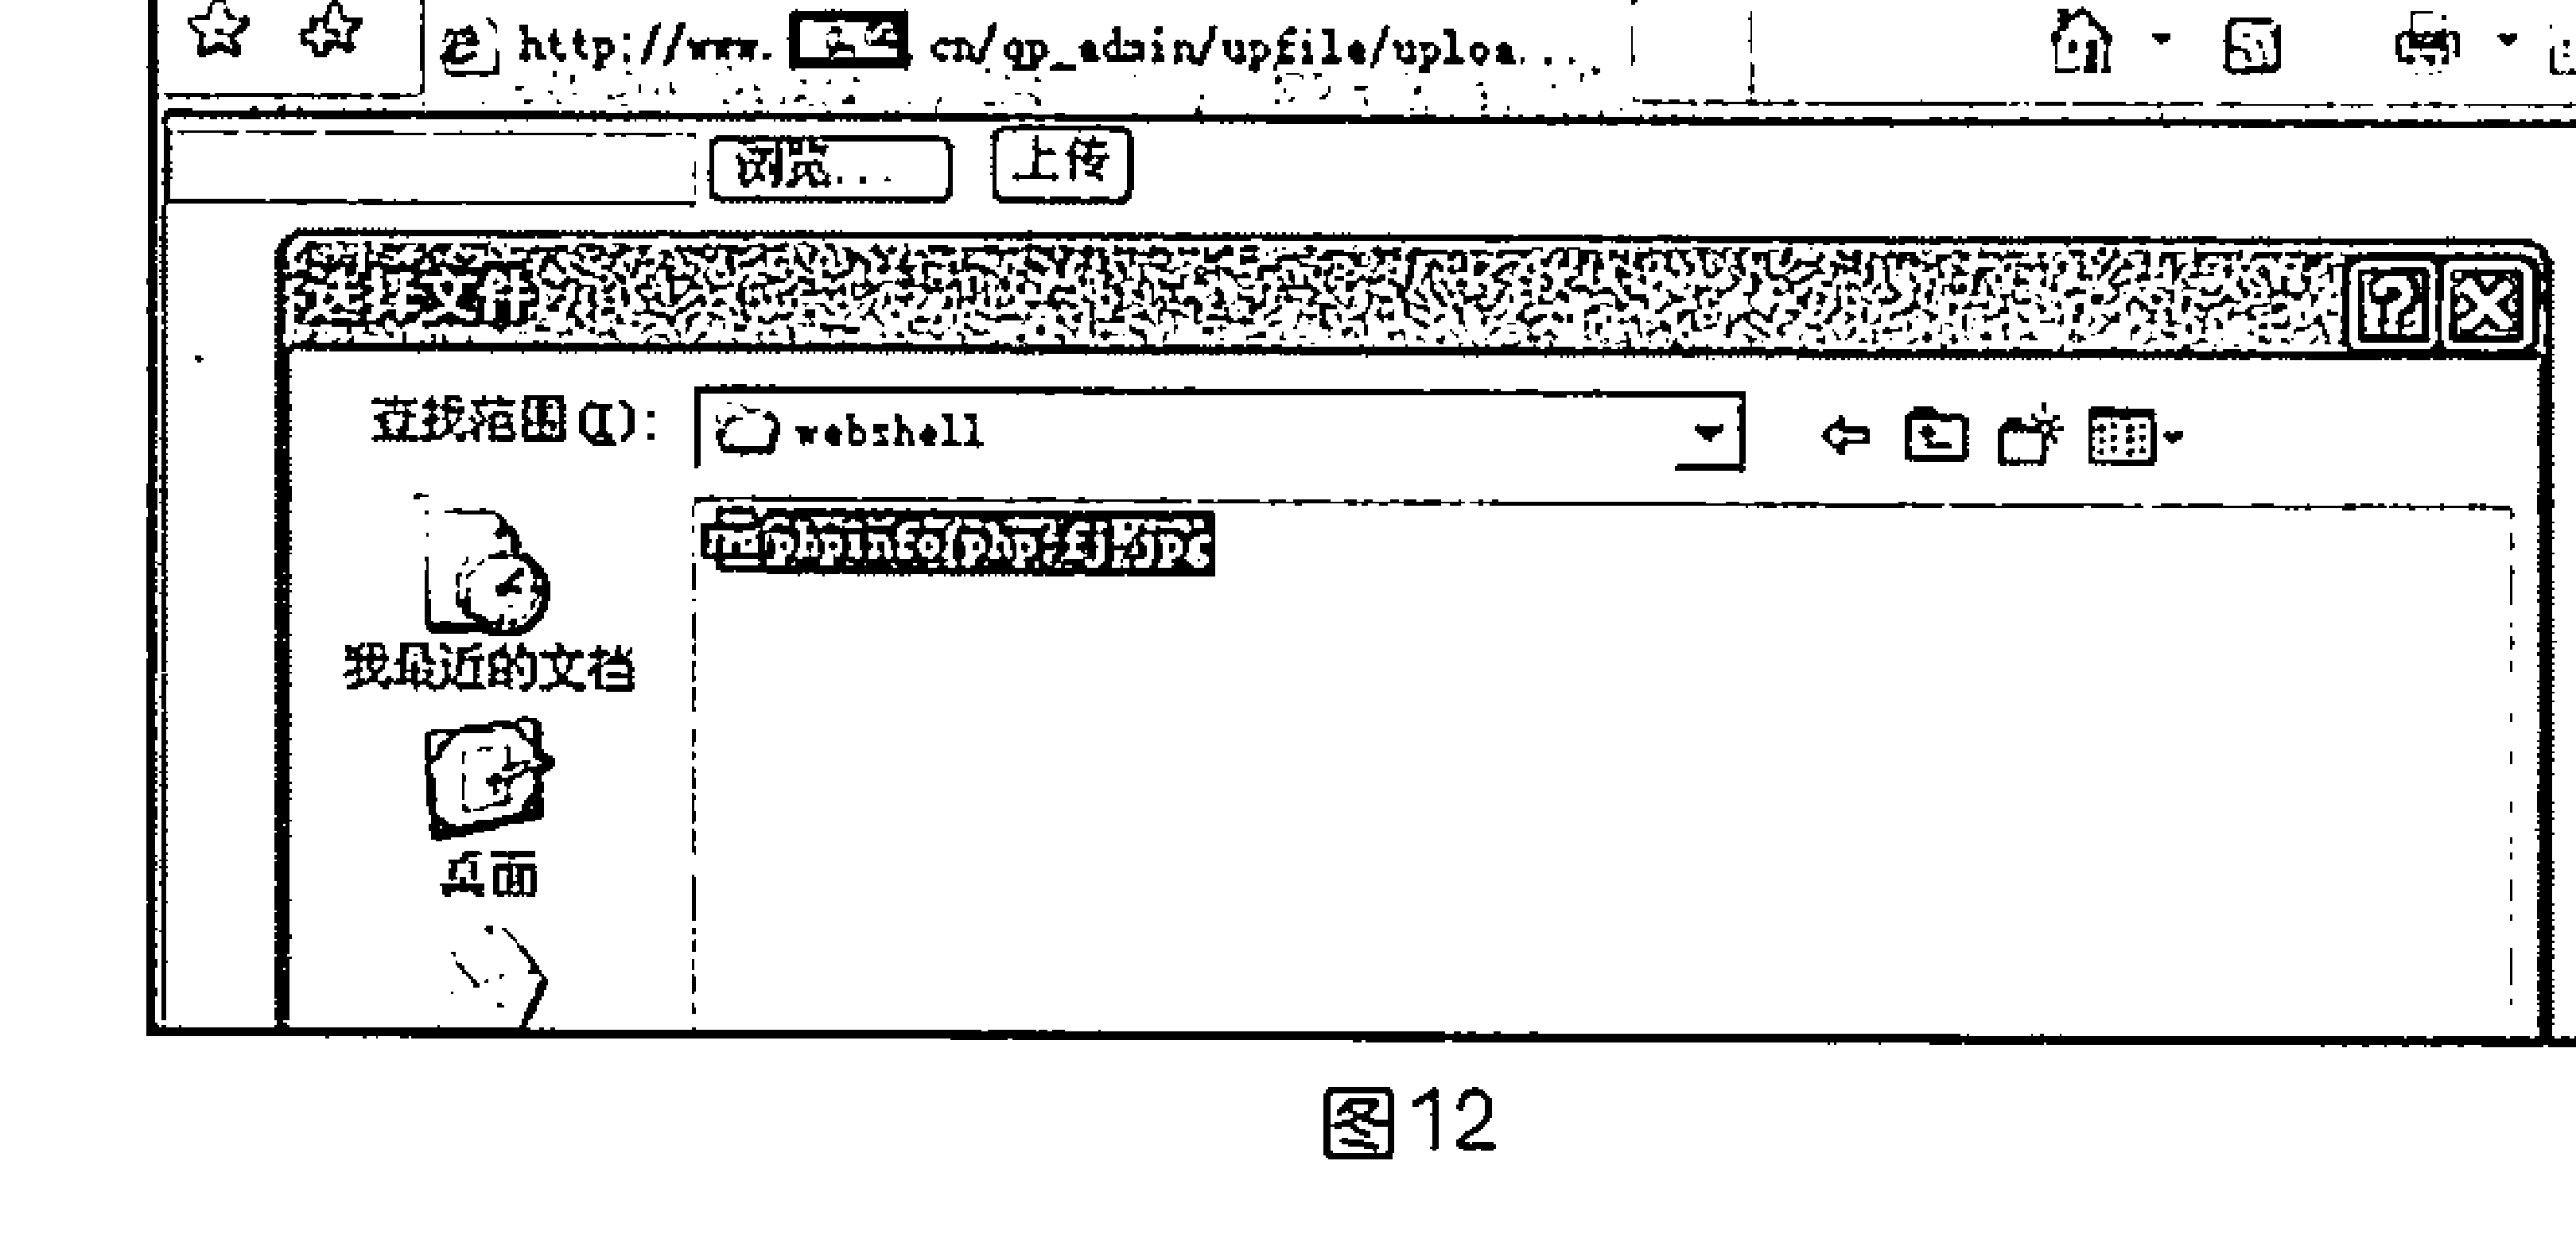 http://www. cn/qp_admin/upfile/uploa...
浏览... 上传
选择文件
查找范围(I): webshell
我最近的文档
桌面
图12